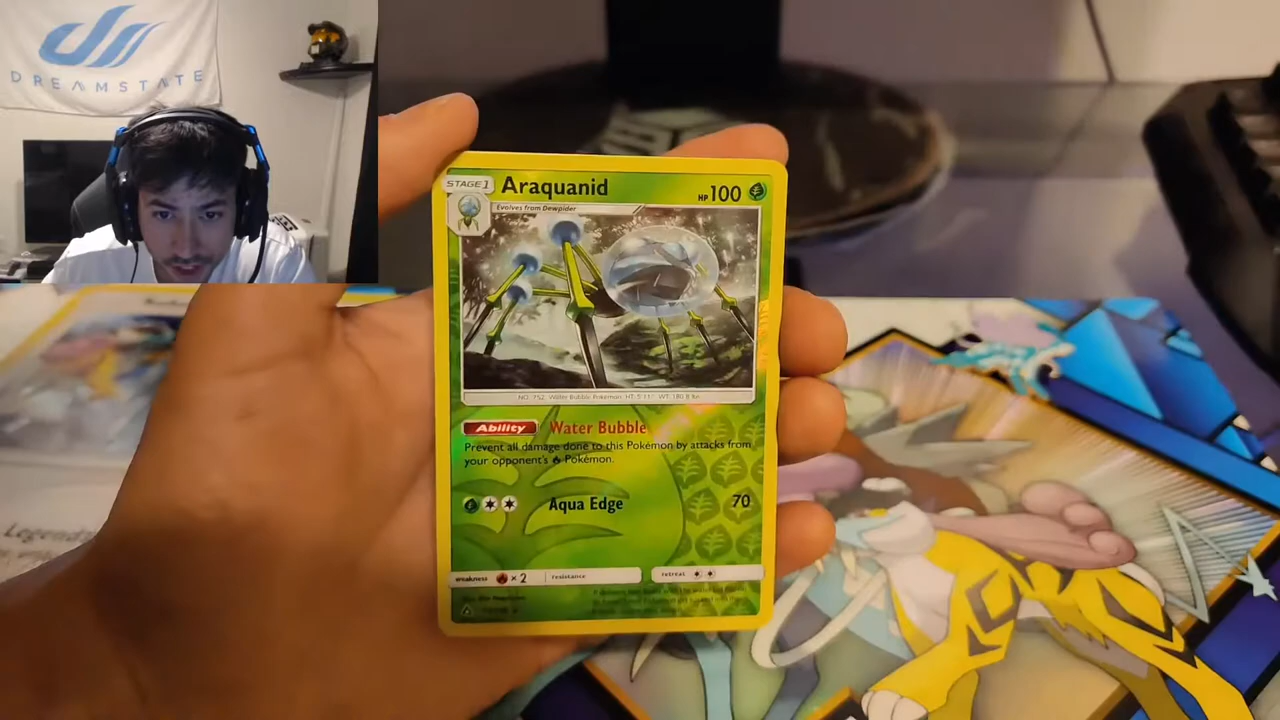 DREAMSTATE
STAGE 1
Araquanid
HP 100
Evolves from Dewpider
NO. 752 Water Bubble Pokémon HT: 5'11" WT: 180.8 lbs.
Ability Water Bubble
Prevent all damage done to this Pokémon by attacks from
your opponent's Pokémon.
Aqua Edge 70
weakness ×2 resistance retreat